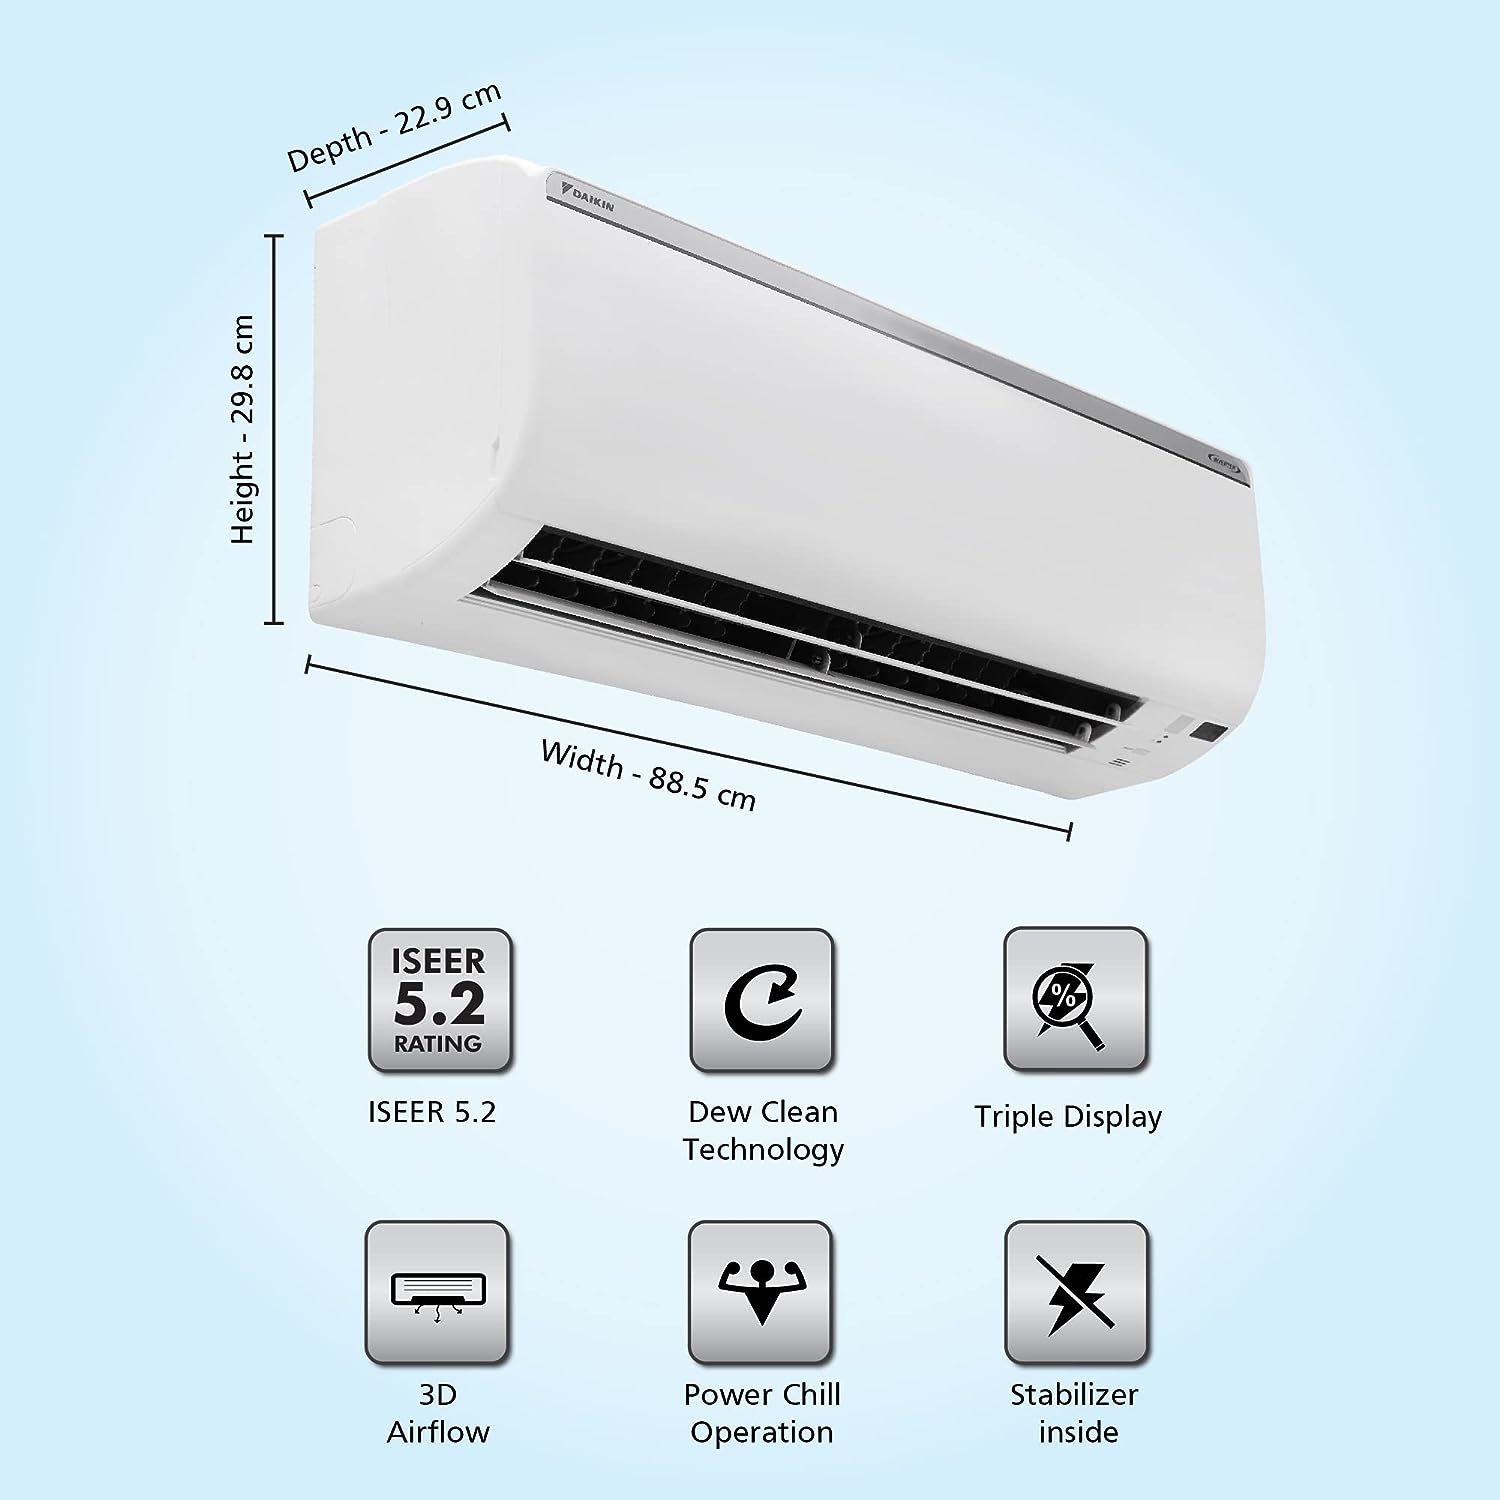 Depth - 22.9 cm
DAIKIN
Height - 29.8 cm
INVERTER
Width - 88.5 cm
ISEER
5.2
RATING
%
ISEER 5.2
Dew Clean
Technology
Triple Display
3D
Airflow
Power Chill
Operation
Stabilizer
inside